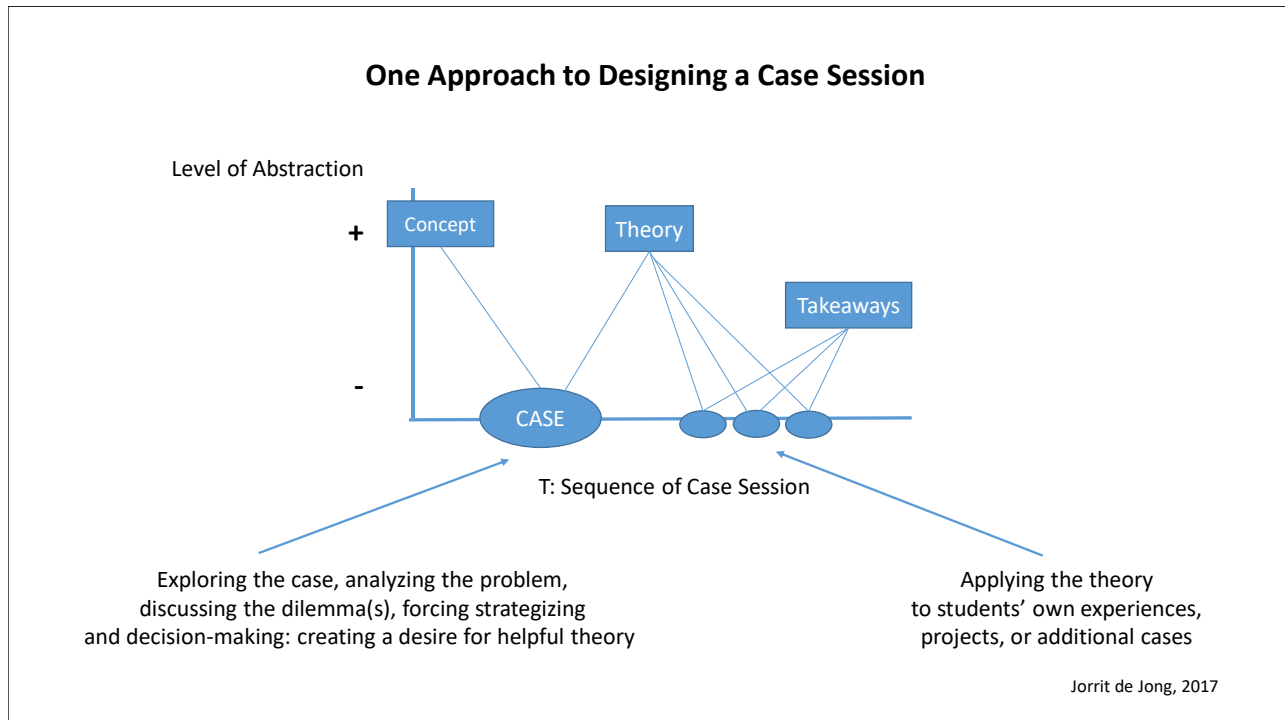 One Approach to Designing a Case Session
Level of Abstraction
+
Concept
Theory
Takeaways
-
CASE
T: Sequence of Case Session
Exploring the case, analyzing the problem,
discussing the dilemma(s), forcing strategizing
and decision-making: creating a desire for helpful theory
Applying the theory
to students’ own experiences,
projects, or additional cases
Jorrit de Jong, 2017